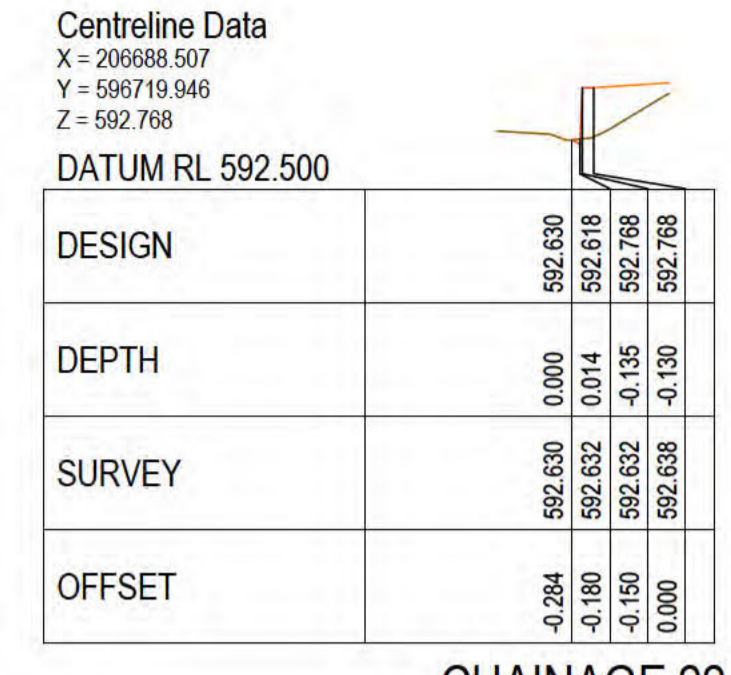 Centreline Data
X = 206688.507
Y = 596719.946
Z = 592.768
DATUM RL 592.500
DESIGN 592.630 592.618 592.768 592.768
DEPTH 0.000 0.014 -0.135 -0.130
SURVEY 592.630 592.632 592.632 592.638
OFFSET -0.284 -0.180 -0.150 0.000